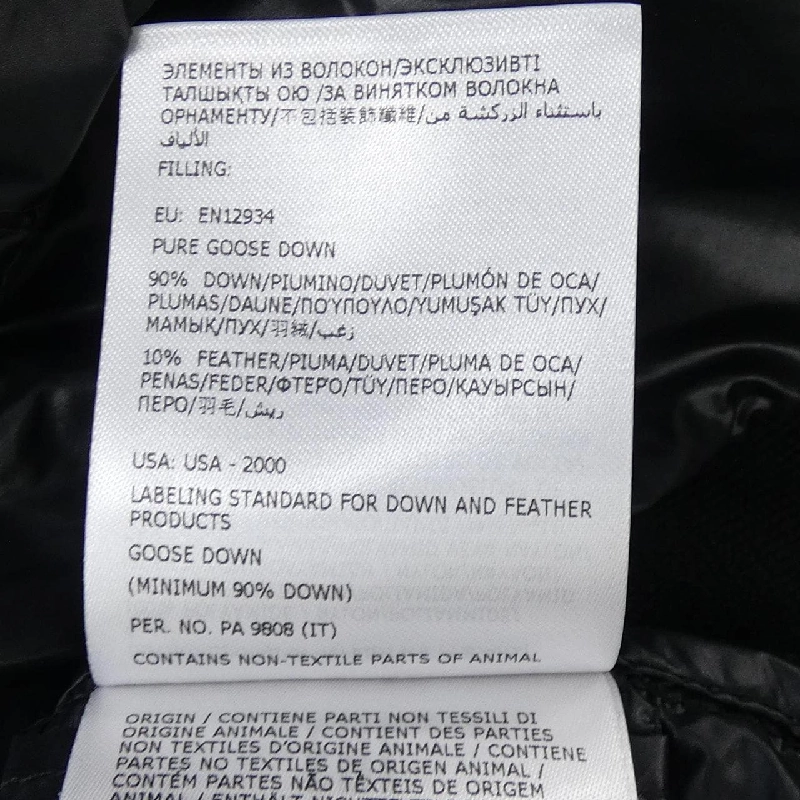 ЭЛЕМЕНТЫ ИЗ ВОЛОКОН/ЭКСКЛЮЗИВТІ
ТАЛШЫҚТЫ ОЮ /ЗА ВИНЯТКОМ ВОЛОКНА
ОРНАМЕНТУ/不包括裝飾纖維/باستثناء الزركشة من
الألياف
FILLING:
EU: EN12934
PURE GOOSE DOWN
90% DOWN/PIUMINO/DUVET/PLUMÓN DE OCA/
PLUMAS/DAUNE/ΠΟΎΠΟΥΛΟ/YUMUŞAK TÜY/ПУХ/
МАМЫҚ/ПУХ/羽絨/زغب
10% FEATHER/PIUMA/DUVET/PLUMA DE OCA/
PENAS/FEDER/ΦΤΕΡΌ/TÜY/ПЕРО/ҚАУЫРСЫН/
ПЕРО/羽毛/ريش
USA: USA - 2000
LABELING STANDARD FOR DOWN AND FEATHER
PRODUCTS
GOOSE DOWN
(MINIMUM 90% DOWN)
PER. NO. PA 9808 (IT)
CONTAINS NON-TEXTILE PARTS OF ANIMAL
ORIGIN / CONTIENE PARTI NON TESSILI DI
ORIGINE ANIMALE / CONTIENT DES PARTIES
NON TEXTILES D'ORIGINE ANIMALE / CONTIENE
PARTES NO TEXTILES DE ORIGEN ANIMAL /
CONTÉM PARTES NÃO TÊXTEIS DE ORIGEM
ANIMAL / ENTHÄLT